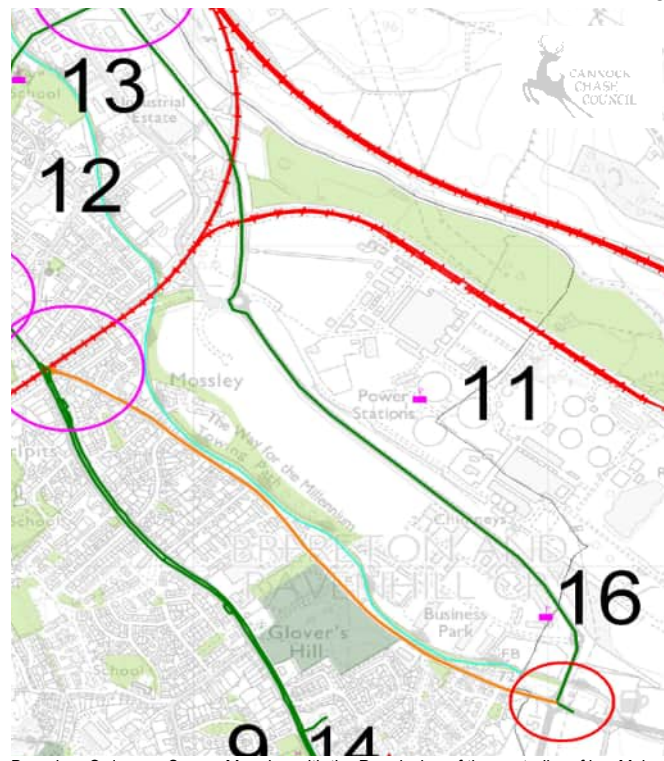 CANNOCK
CHASE
COUNCIL
13
School
Industrial
Estate
12
Mossley
Power
Stations
11
The Way for the Millennium
Towing Path
School
Chimneys
BRERETON AND
RAVENHILL CP
16
Business
Park
Glover's
Hill
FB
School
9
14